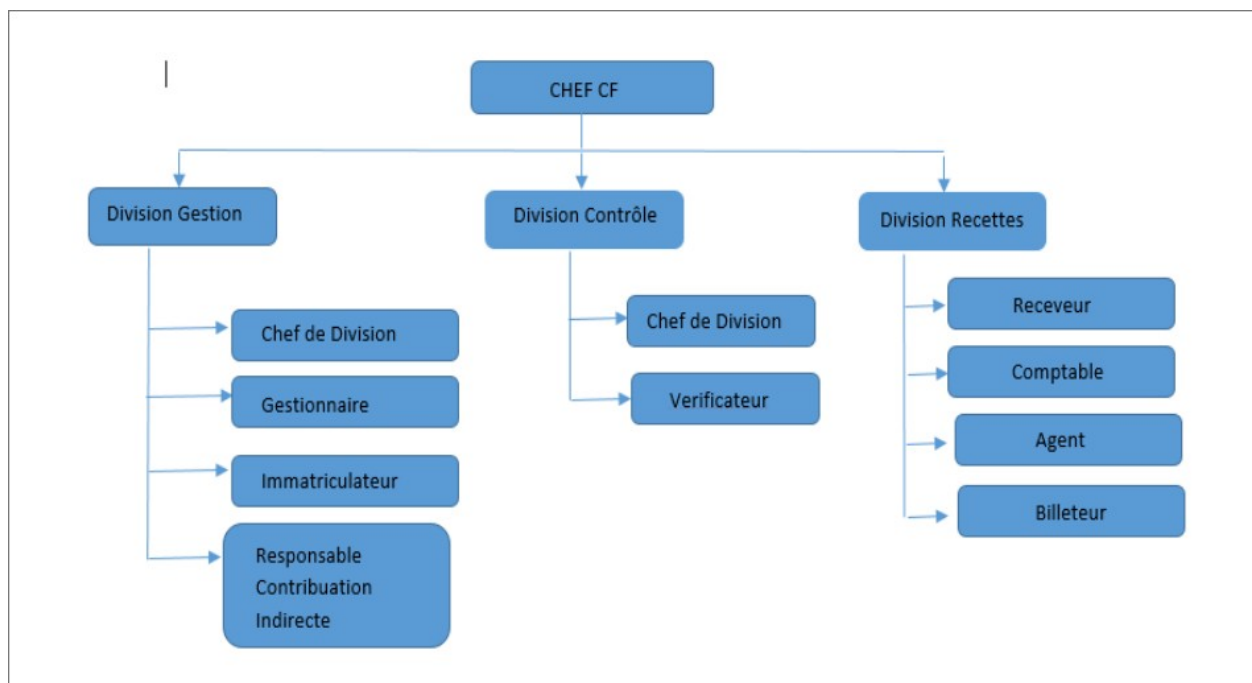 CHEF CF
Division Gestion
Division Contrôle
Division Recettes
Chef de Division
Gestionnaire
Immatriculateur
Responsable
Contribuation
Indirecte
Chef de Division
Verificateur
Receveur
Comptable
Agent
Billeteur